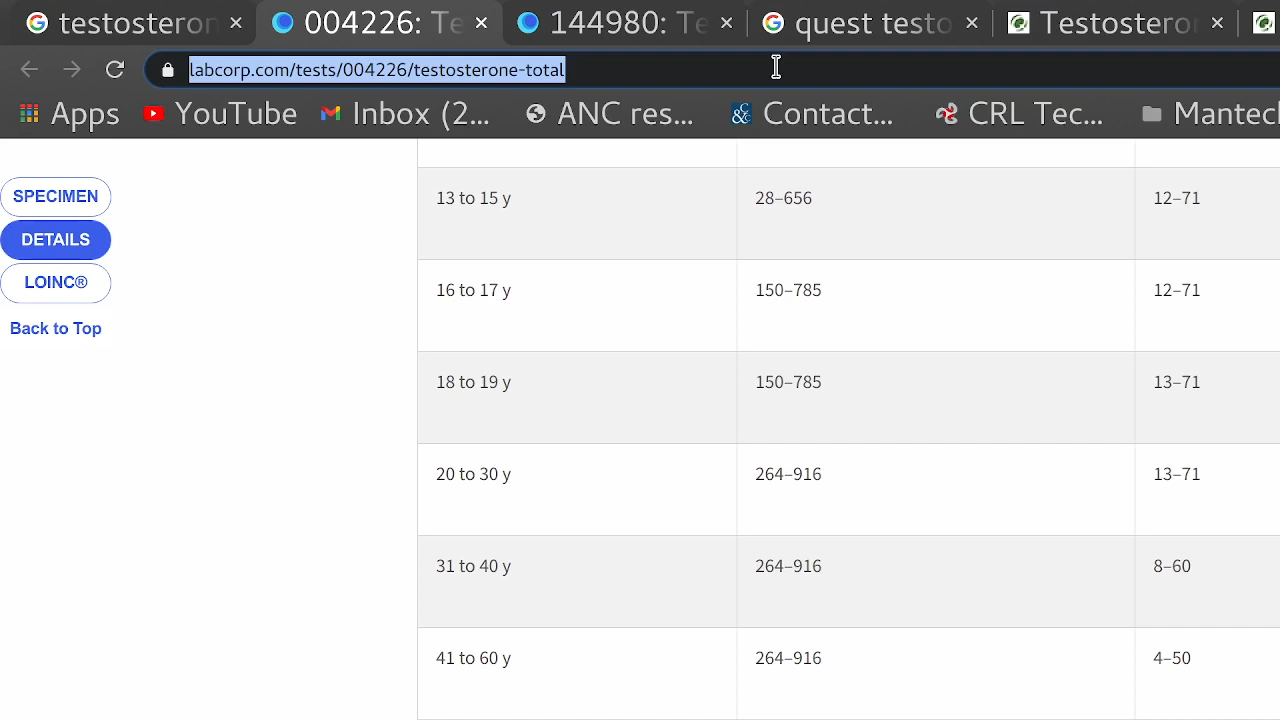 testosteron
004226: Te
144980: Te
quest testo
Testosteron
labcorp.com/tests/004226/testosterone-total
Apps
YouTube
Inbox (2...
ANC res...
Contact...
CRL Tec...
Mantech
SPECIMEN
DETAILS
LOINC®
Back to Top
13 to 15 y 28–656 12–71
16 to 17 y 150–785 12–71
18 to 19 y 150–785 13–71
20 to 30 y 264–916 13–71
31 to 40 y 264–916 8–60
41 to 60 y 264–916 4–50